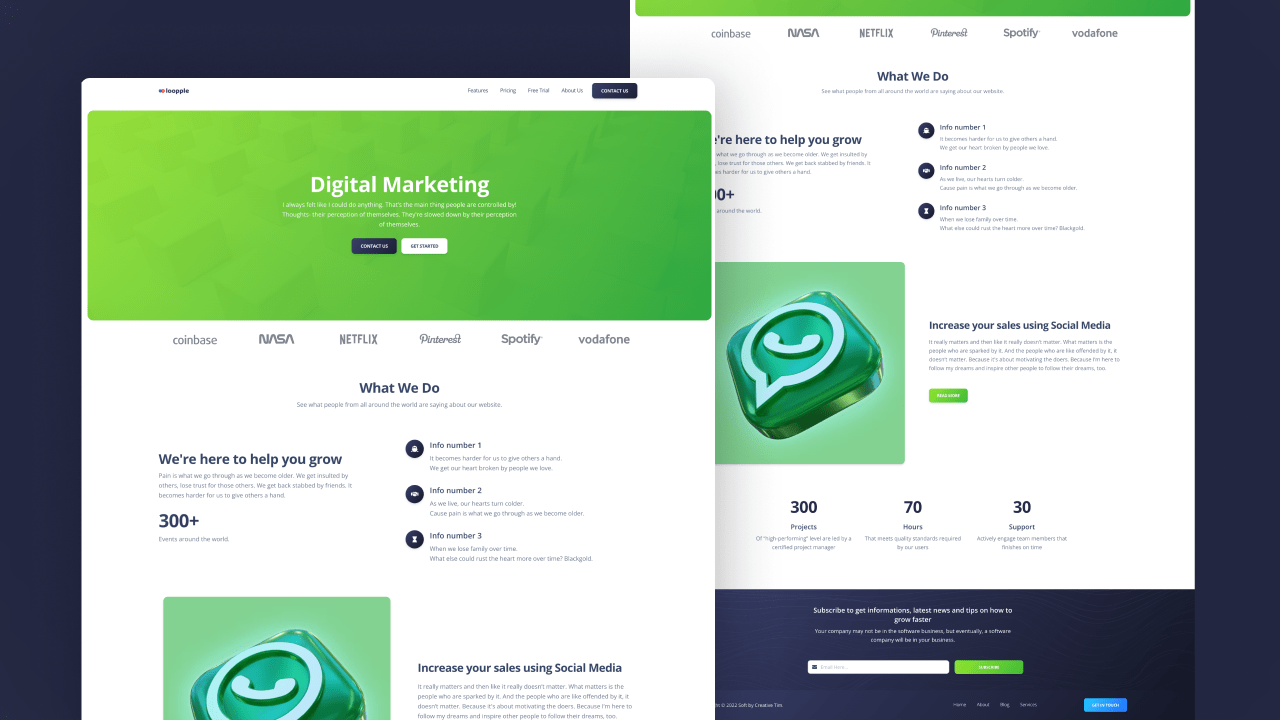 loopple
Features Pricing Free Trial About Us CONTACT US
Digital Marketing
I always felt like I could do anything. That's the main thing people are controlled by!
Thoughts- their perception of themselves. They're slowed down by their perception
of themselves.
CONTACT US GET STARTED
coinbase NASA NETFLIX Pinterest Spotify vodafone
What We Do
See what people from all around the world are saying about our website.
We're here to help you grow
Pain is what we go through as we become older. We get insulted by
others, lose trust for those others. We get back stabbed by friends. It
becomes harder for us to give others a hand.
300+
Events around the world.
Info number 1
It becomes harder for us to give others a hand.
We get our heart broken by people we love.
Info number 2
As we live, our hearts turn colder.
Cause pain is what we go through as we become older.
Info number 3
When we lose family over time.
What else could rust the heart more over time? Blackgold.
Increase your sales using Social Media
It really matters and then like it really doesn't matter. What matters is the
people who are sparked by it. And the people who are like offended by it, it
doesn't matter. Because it's about motivating the doers. Because I'm here to
follow my dreams and inspire other people to follow their dreams, too.
coinbase NASA NETFLIX Pinterest Spotify vodafone
What We Do
See what people from all around the world are saying about our website.
're here to help you grow
what we go through as we become older. We get insulted by
, lose trust for those others. We get back stabbed by friends. It
es harder for us to give others a hand.
00+
around the world.
Info number 1
It becomes harder for us to give others a hand.
We get our heart broken by people we love.
Info number 2
As we live, our hearts turn colder.
Cause pain is what we go through as we become older.
Info number 3
When we lose family over time.
What else could rust the heart more over time? Blackgold.
Increase your sales using Social Media
It really matters and then like it really doesn't matter. What matters is the
people who are sparked by it. And the people who are like offended by it, it
doesn't matter. Because it's about motivating the doers. Because I'm here to
follow my dreams and inspire other people to follow their dreams, too.
READ MORE
300 70 30
Projects Hours Support
Of "high-performing" level are led by a
certified project manager
That meets quality standards required
by our users
Actively engage team members that
finishes on time
Subscribe to get informations, latest news and tips on how to
grow faster
Your company may not be in the software business, but eventually, a software
company will be in your business.
Email Here... SUBSCRIBE
ht © 2022 Soft by Creative Tim. Home About Blog Services GET IN TOUCH